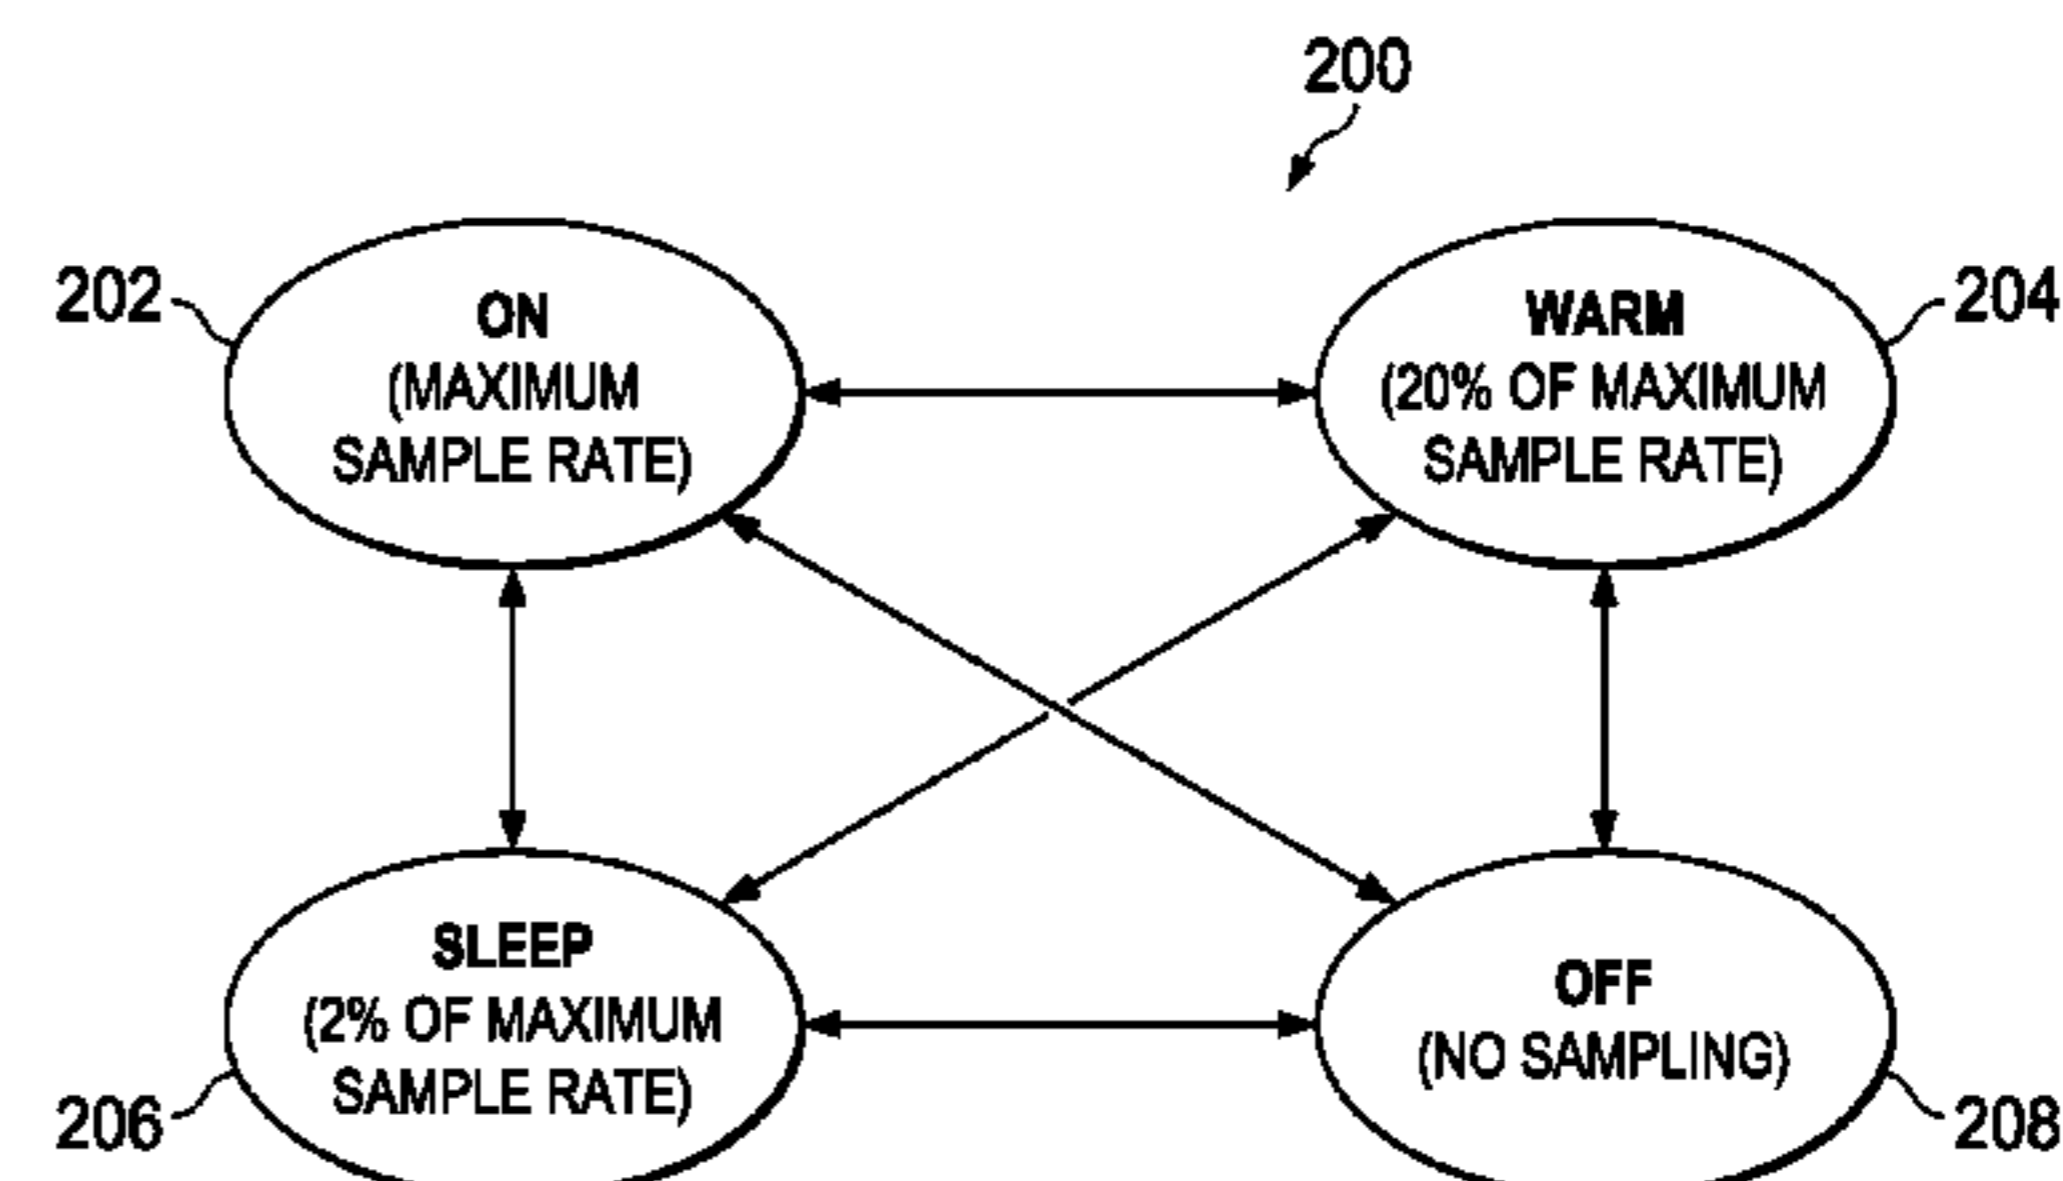 200
202
ON
(MAXIMUM
SAMPLE RATE)
WARM
(20% OF MAXIMUM
SAMPLE RATE)
204
SLEEP
(2% OF MAXIMUM
SAMPLE RATE)
206
OFF
(NO SAMPLING)
208